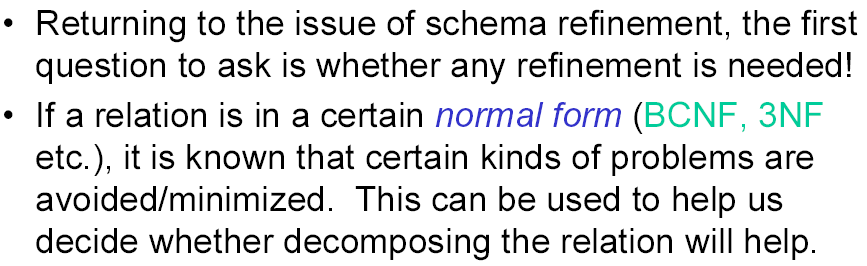 • Returning to the issue of schema refinement, the first
question to ask is whether any refinement is needed!
• If a relation is in a certain normal form (BCNF, 3NF
etc.), it is known that certain kinds of problems are
avoided/minimized.  This can be used to help us
decide whether decomposing the relation will help.